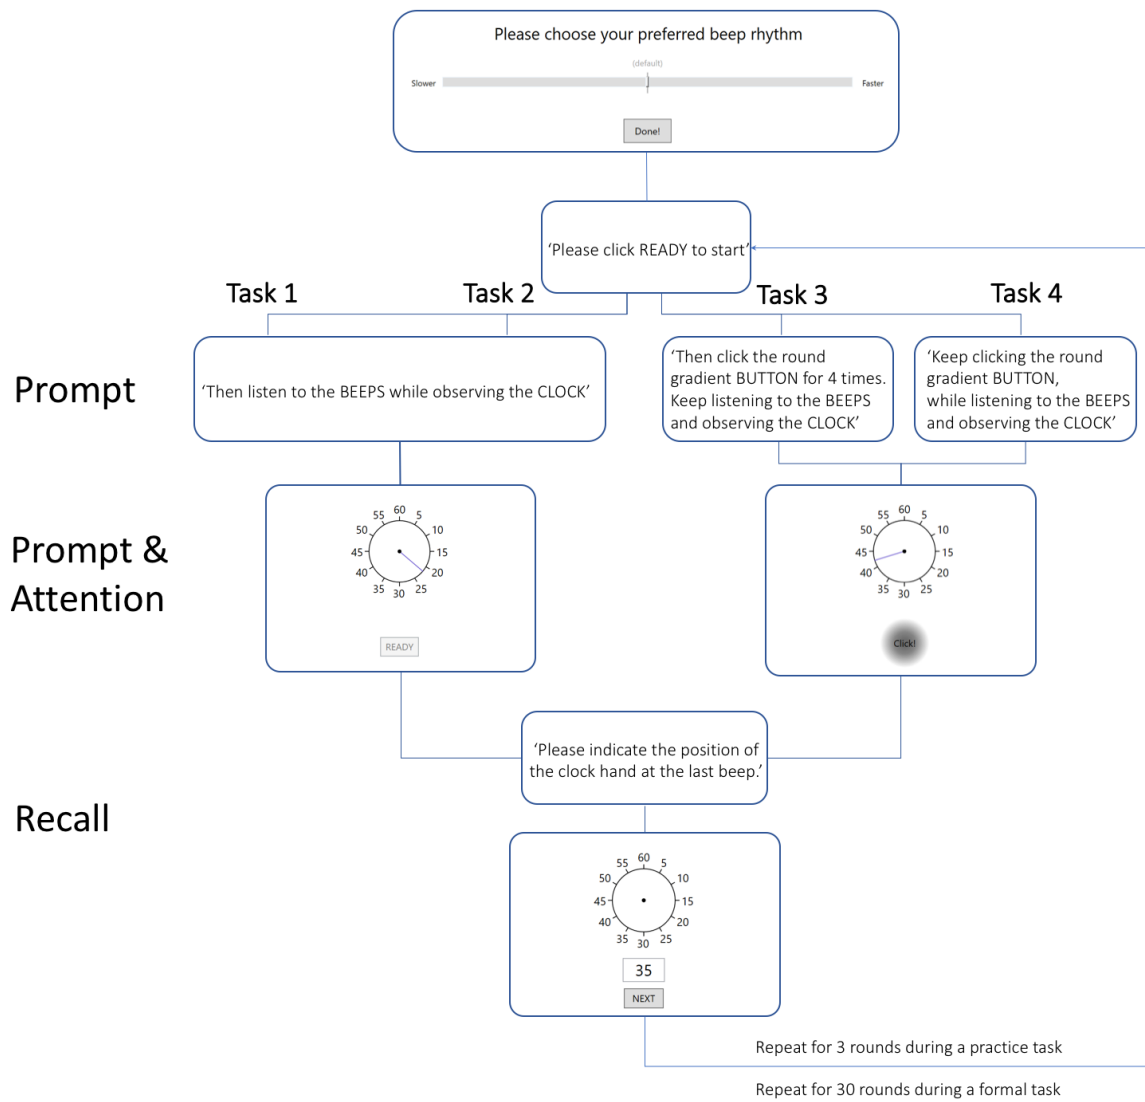 Please choose your preferred beep rhythm
(default)
Slower
Faster
Done!
‘Please click READY to start’
Task 1
Task 2
Task 3
Task 4
Prompt
‘Then listen to the BEEPS while observing the CLOCK’
‘Then click the round
gradient BUTTON for 4 times.
Keep listening to the BEEPS
and observing the CLOCK’
‘Keep clicking the round
gradient BUTTON,
while listening to the BEEPS
and observing the CLOCK’
Prompt &
Attention
60
5
10
15
20
25
30
35
40
45
50
55
READY
60
5
10
15
20
25
30
35
40
45
50
55
Click!
‘Please indicate the position of
the clock hand at the last beep.’
Recall
60
5
10
15
20
25
30
35
40
45
50
55
35
NEXT
Repeat for 3 rounds during a practice task
Repeat for 30 rounds during a formal task